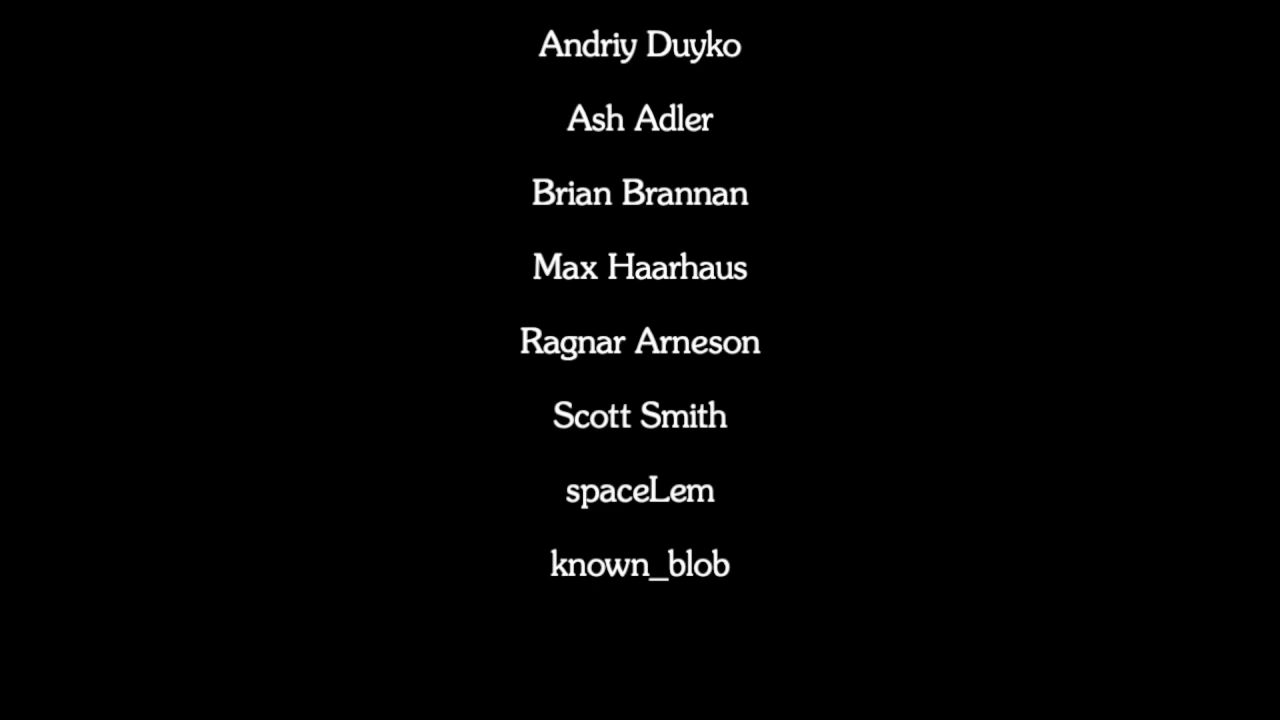 Andriy Duyko
Ash Adler
Brian Brannan
Max Haarhaus
Ragnar Arneson
Scott Smith
spaceLem
known_blob